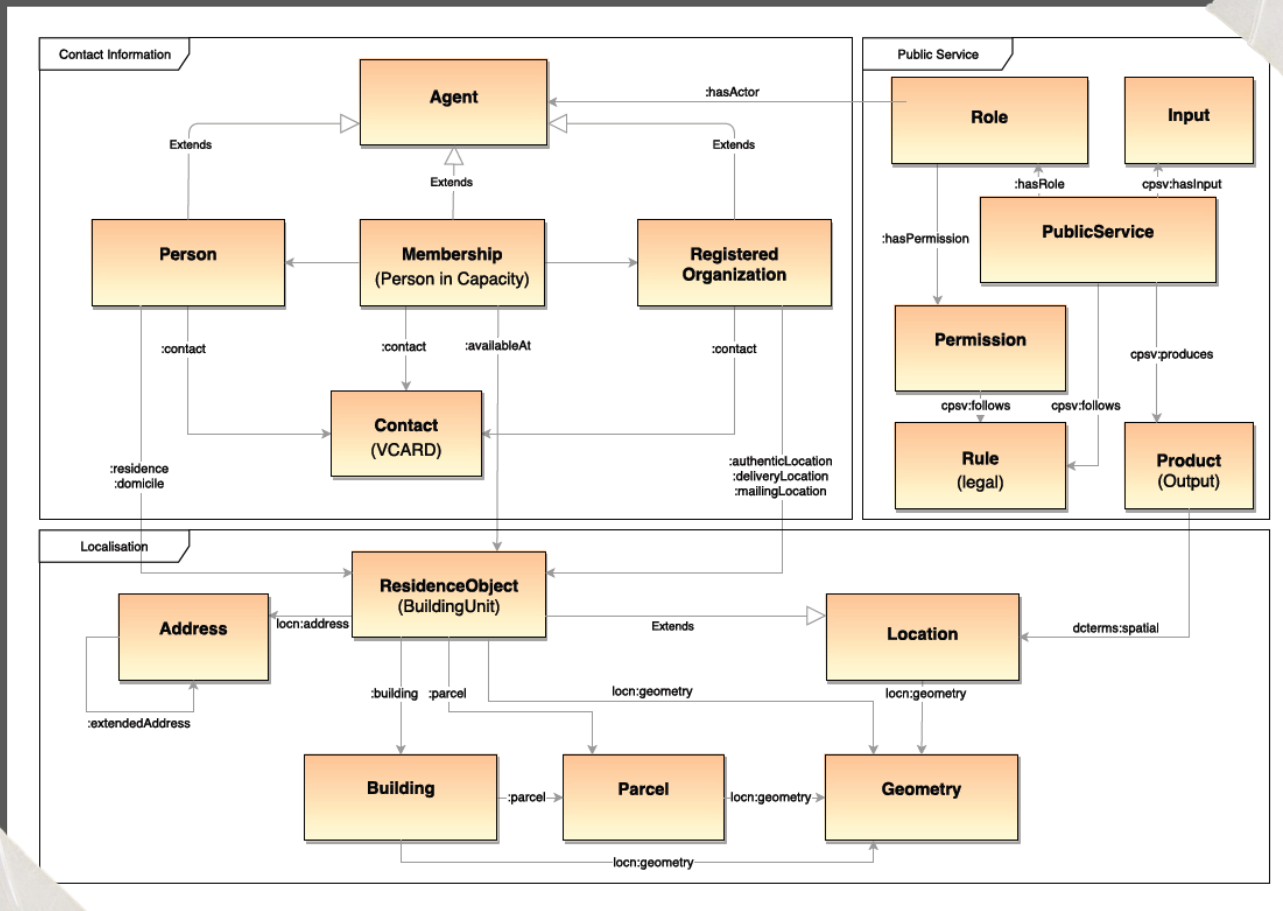 Contact Information
Public Service
Agent
:hasActor
Role
Input
Extends
Extends
Extends
:hasRole
cpsv:hasInput
Person
Membership
(Person in Capacity)
Registered
Organization
:hasPermission
PublicService
:contact
:contact
:availableAt
:contact
Permission
cpsv:produces
cpsv:follows
cpsv:follows
Contact
(VCARD)
:residence
:domicile
:authenticLocation
:deliveryLocation
:mailingLocation
Rule
(legal)
Product
(Output)
Localisation
ResidenceObject
(BuildingUnit)
Address
locn:address
Extends
Location
dcterms:spatial
:extendedAddress
:building
:parcel
locn:geometry
locn:geometry
Building
:parcel
Parcel
locn:geometry
Geometry
locn:geometry